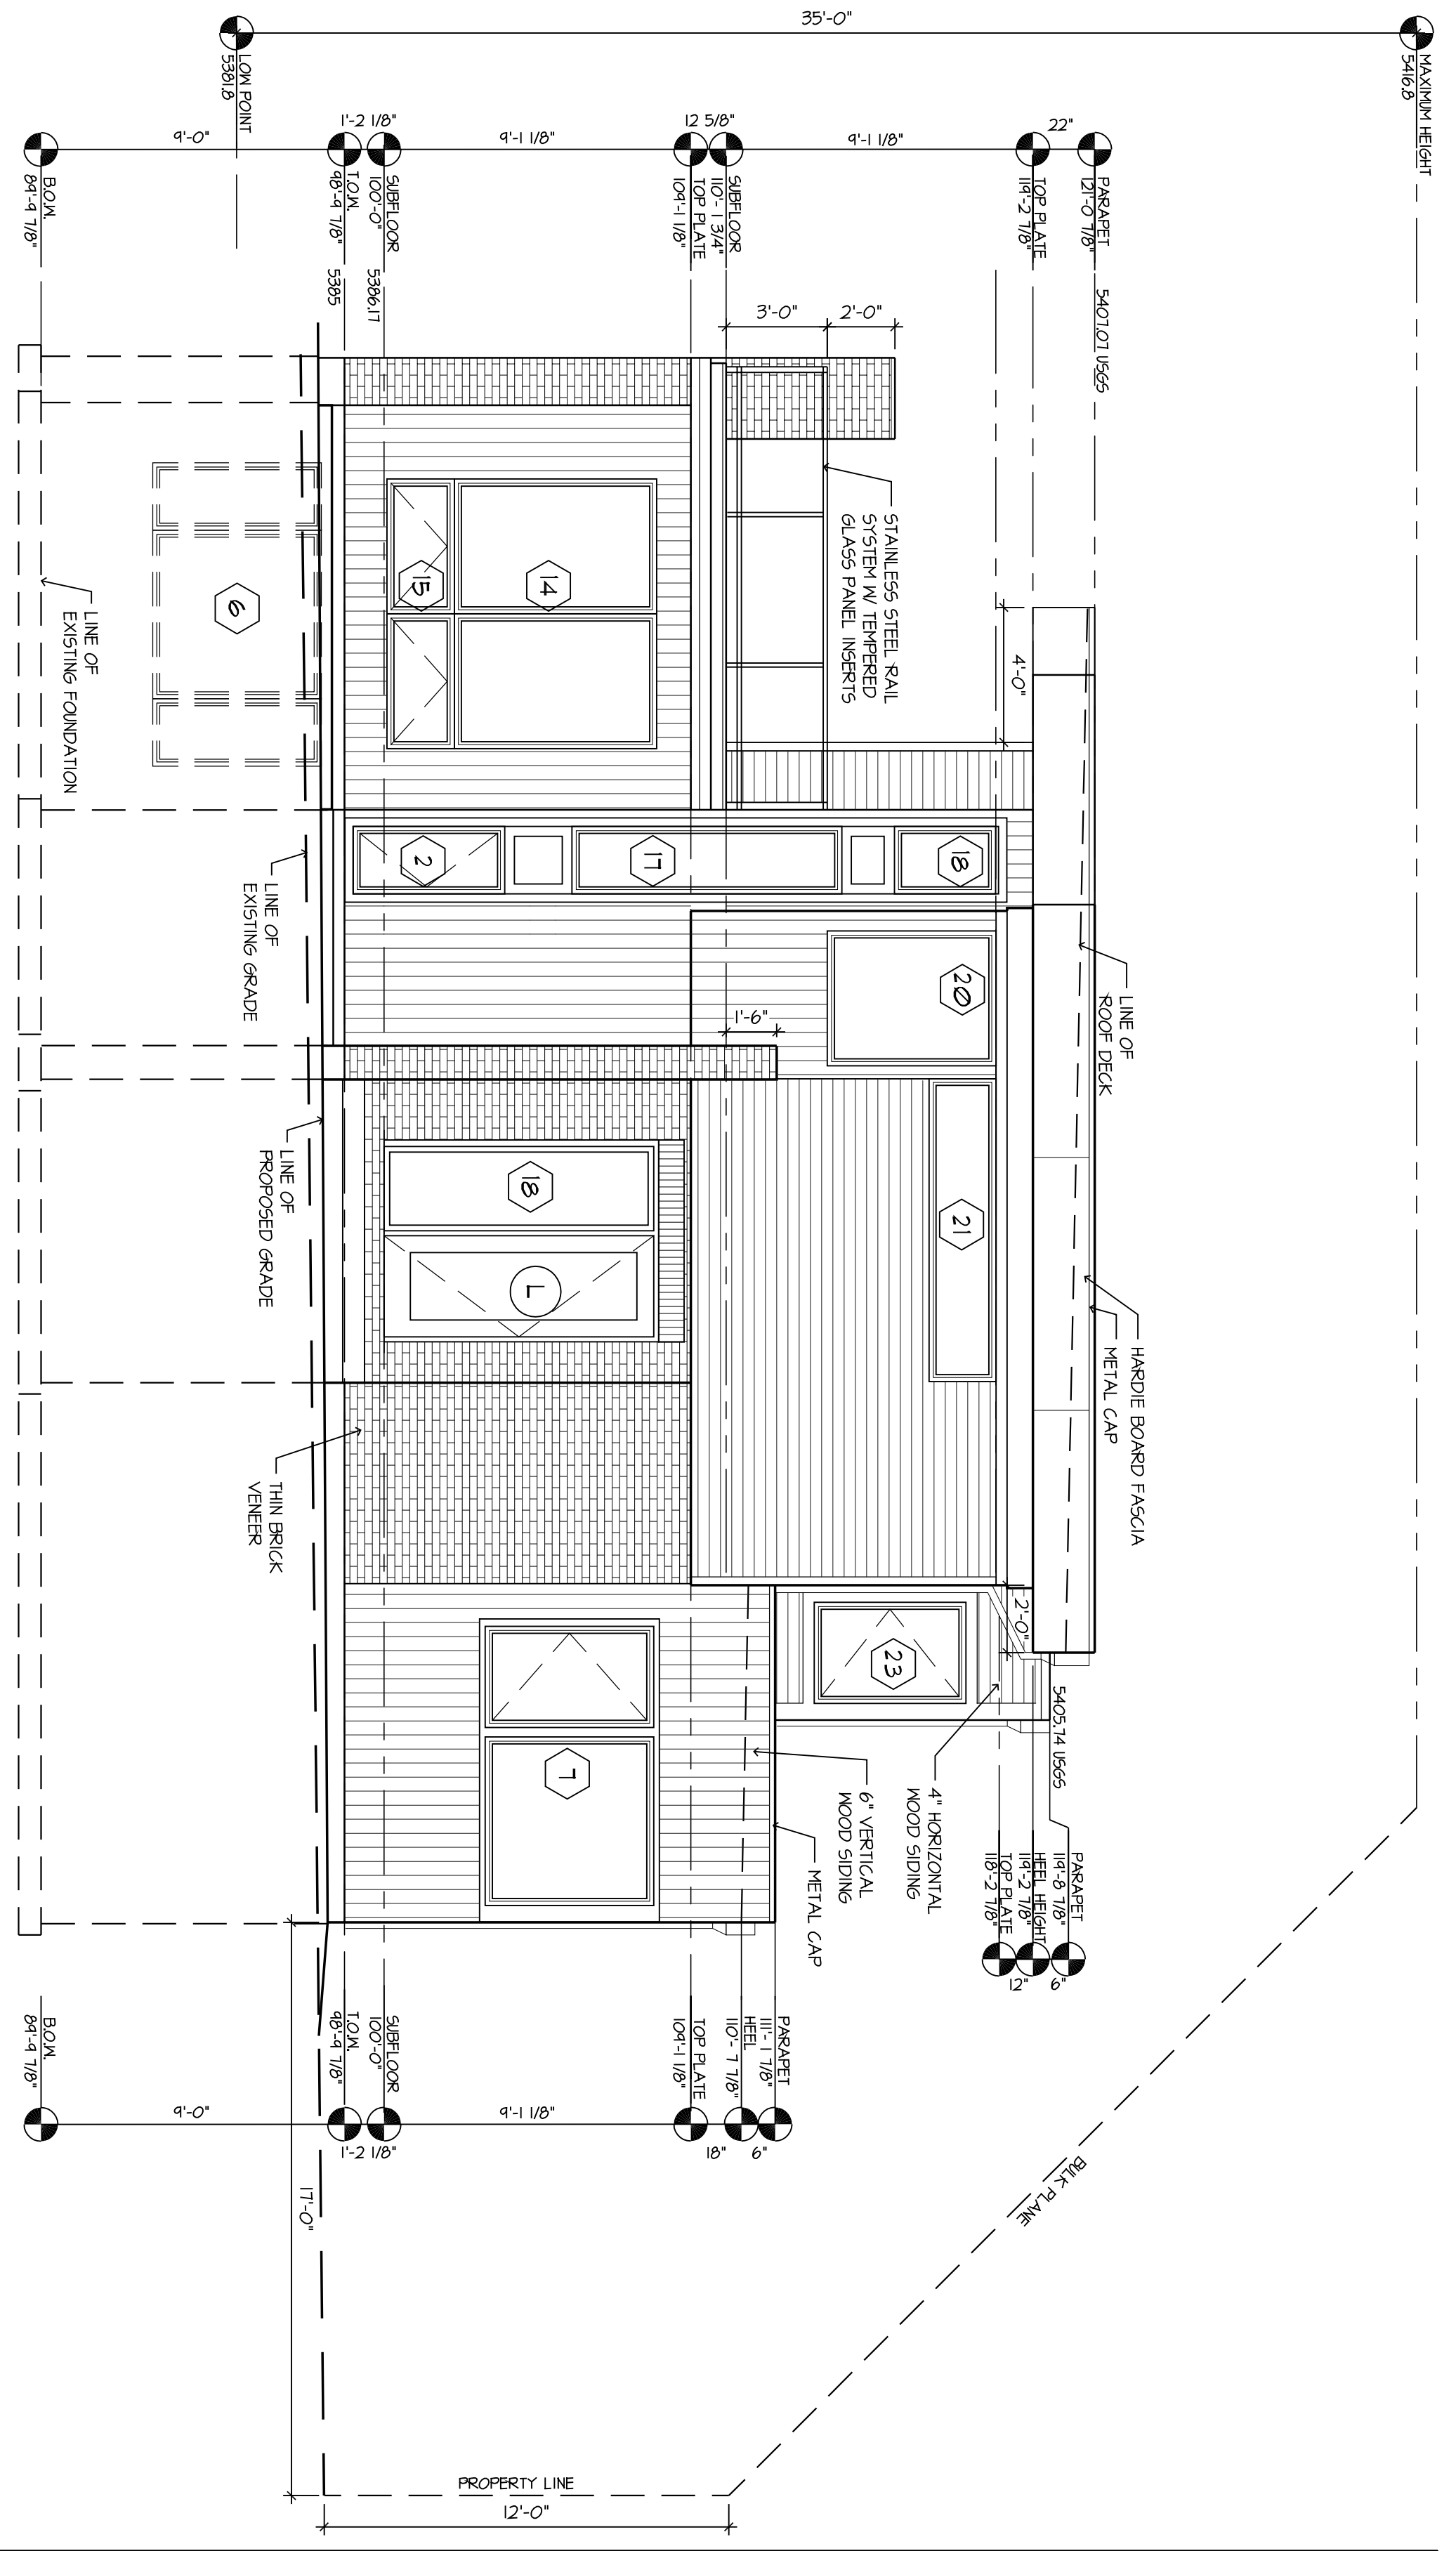 MAXIMUM HEIGHT
5416.8
35'-0"
LOW POINT
5381.8
22"
9'-1 1/8"
12 5/8"
9'-1 1/8"
1'-2 1/8"
9'-0"
PARAPET
121'-0 7/8"
5407.07 USGS
TOP PLATE
119'-2 7/8"
SUBFLOOR
110'-1 3/4"
TOP PLATE
109'-1 1/8"
SUBFLOOR
100'-0"
5386.17
T.O.W.
98'-9 7/8"
5385
B.O.W.
89'-9 7/8"
2'-0"
3'-0"
STAINLESS STEEL RAIL
SYSTEM W/ TEMPERED
GLASS PANEL INSERTS
4'-0"
14
15
6
LINE OF
EXISTING FOUNDATION
18
17
2
LINE OF
EXISTING GRADE
20
1'-6"
LINE OF
ROOF DECK
21
18
L
LINE OF
PROPOSED GRADE
HARDIE BOARD FASCIA
METAL CAP
THIN BRICK
VENEER
2'-0"
23
7
5405.74 USGS
4" HORIZONTAL
WOOD SIDING
6" VERTICAL
WOOD SIDING
METAL CAP
PARAPET
119'-8 7/8"
HEEL HEIGHT
119'-2 7/8"
TOP PLATE
118'-2 7/8"
6"
12"
PARAPET
111'-1 7/8"
HEEL
110'-7 7/8"
TOP PLATE
109'-1 1/8"
SUBFLOOR
100'-0"
T.O.W.
98'-9 7/8"
B.O.W.
89'-9 7/8"
6"
18"
9'-1 1/8"
1'-2 1/8"
9'-0"
17'-0"
BULK PLANE
PROPERTY LINE
12'-0"